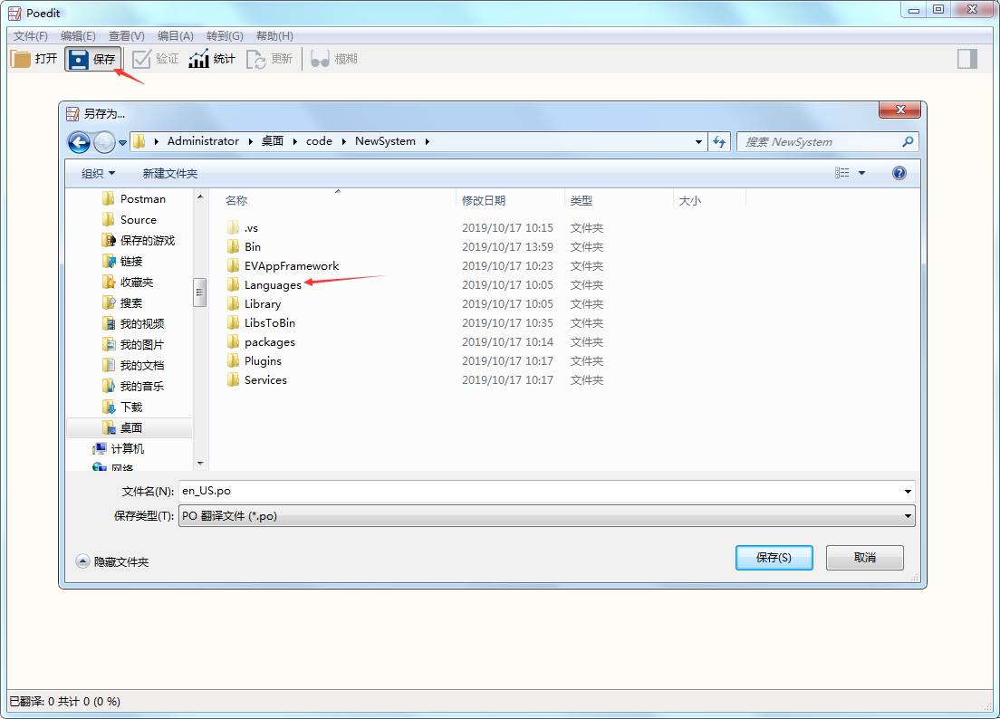 Poedit
文件(F) 编辑(E) 查看(V) 编目(A) 转到(G) 帮助(H)
打开 保存 验证 统计 更新 模糊
另存为...
Administrator 桌面 code NewSystem 搜索 NewSystem
组织 新建文件夹
名称 修改日期 类型 大小
Postman
Source
保存的游戏
链接
收藏夹
搜索
我的视频
我的图片
我的文档
我的音乐
下载
桌面
计算机
网络
.vs 2019/10/17 10:15 文件夹
Bin 2019/10/17 13:59 文件夹
EVAppFramework 2019/10/17 10:23 文件夹
Languages 2019/10/17 10:05 文件夹
Library 2019/10/17 10:05 文件夹
LibsToBin 2019/10/17 10:35 文件夹
packages 2019/10/17 10:14 文件夹
Plugins 2019/10/17 10:17 文件夹
Services 2019/10/17 10:17 文件夹
文件名(N): en_US.po
保存类型(T): PO 翻译文件 (*.po)
隐藏文件夹 保存(S) 取消
已翻译: 0 共计 0 (0 %)